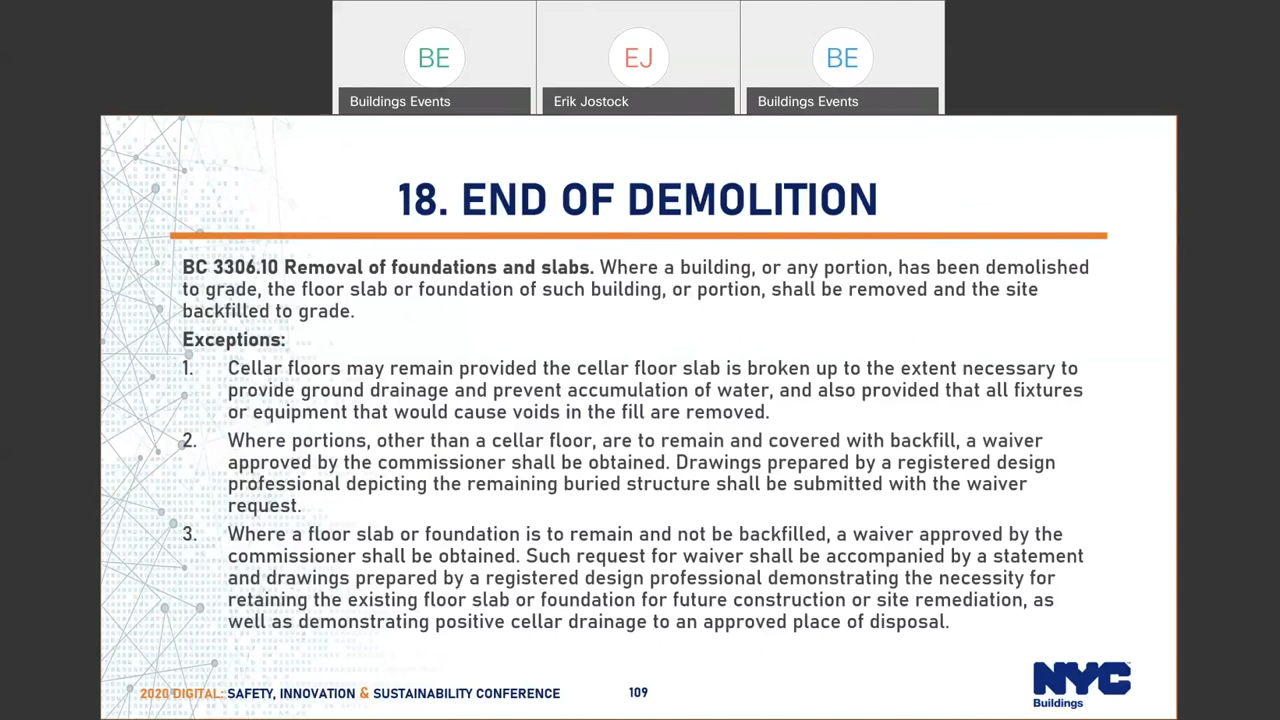 BE
EJ
BE
Buildings Events
Erik Jostock
Buildings Events
18. END OF DEMOLITION
BC 3306.10 Removal of foundations and slabs. Where a building, or any portion, has been demolished
to grade, the floor slab or foundation of such building, or portion, shall be removed and the site
backfilled to grade.
Exceptions:
1. Cellar floors may remain provided the cellar floor slab is broken up to the extent necessary to
provide ground drainage and prevent accumulation of water, and also provided that all fixtures
or equipment that would cause voids in the fill are removed.
2. Where portions, other than a cellar floor, are to remain and covered with backfill, a waiver
approved by the commissioner shall be obtained. Drawings prepared by a registered design
professional depicting the remaining buried structure shall be submitted with the waiver
request.
3. Where a floor slab or foundation is to remain and not be backfilled, a waiver approved by the
commissioner shall be obtained. Such request for waiver shall be accompanied by a statement
and drawings prepared by a registered design professional demonstrating the necessity for
retaining the existing floor slab or foundation for future construction or site remediation, as
well as demonstrating positive cellar drainage to an approved place of disposal.
2020 DIGITAL: SAFETY, INNOVATION & SUSTAINABILITY CONFERENCE
109
NYC
Buildings